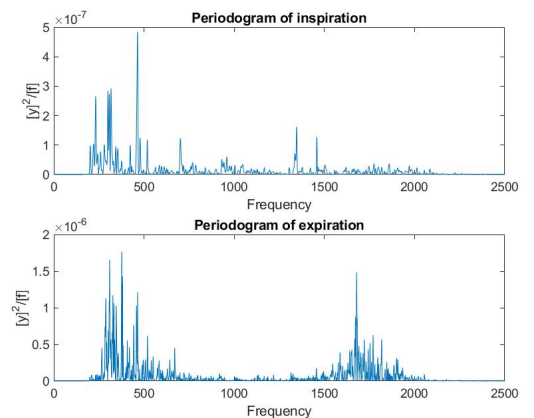 Periodogram of inspiration
×10⁻⁷
5
4
3
2
1
0
[y]²/[f]
0 500 1000 1500 2000 2500
Frequency
Periodogram of expiration
×10⁻⁶
2
1.5
1
0.5
0
[y]²/[f]
0 500 1000 1500 2000 2500
Frequency